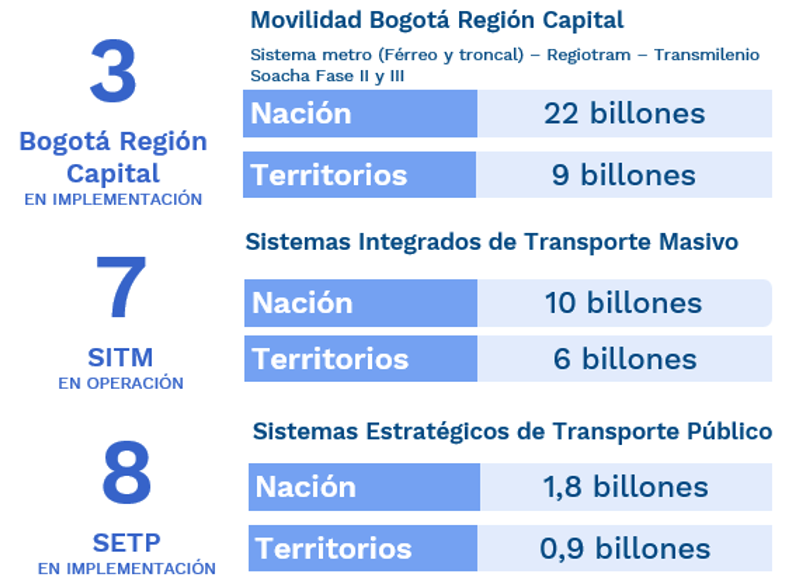 3
Bogotá Región
Capital
EN IMPLEMENTACIÓN
Movilidad Bogotá Región Capital
Sistema metro (Férreo y troncal) – Regiotram – Transmilenio
Soacha Fase II y III
Nación 22 billones
Territorios 9 billones
7
SITM
EN OPERACIÓN
Sistemas Integrados de Transporte Masivo
Nación 10 billones
Territorios 6 billones
8
SETP
EN IMPLEMENTACIÓN
Sistemas Estratégicos de Transporte Público
Nación 1,8 billones
Territorios 0,9 billones